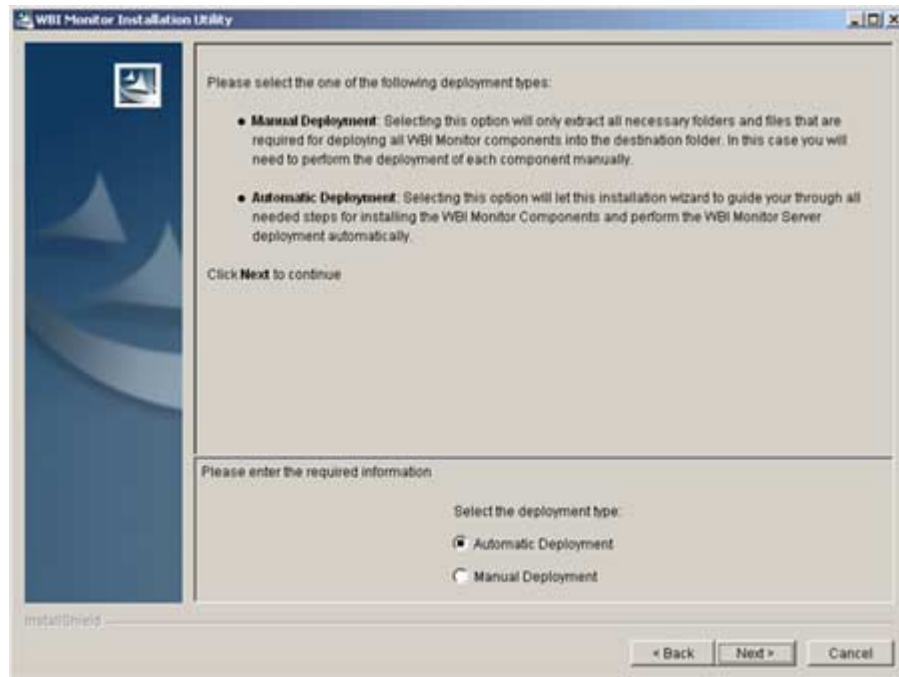 WBI Monitor Installation Utility
Please select the one of the following deployment types:
● Manual Deployment: Selecting this option will only extract all necessary folders and files that are
required for deploying all WBI Monitor components into the destination folder. In this case you will
need to perform the deployment of each component manually.
● Automatic Deployment: Selecting this option will let this installation wizard to guide your through all
needed steps for installing the WBI Monitor Components and perform the WBI Monitor Server
deployment automatically.
Click Next to continue
Please enter the required information
Select the deployment type:
Automatic Deployment
Manual Deployment
InstallShield
< Back
Next >
Cancel